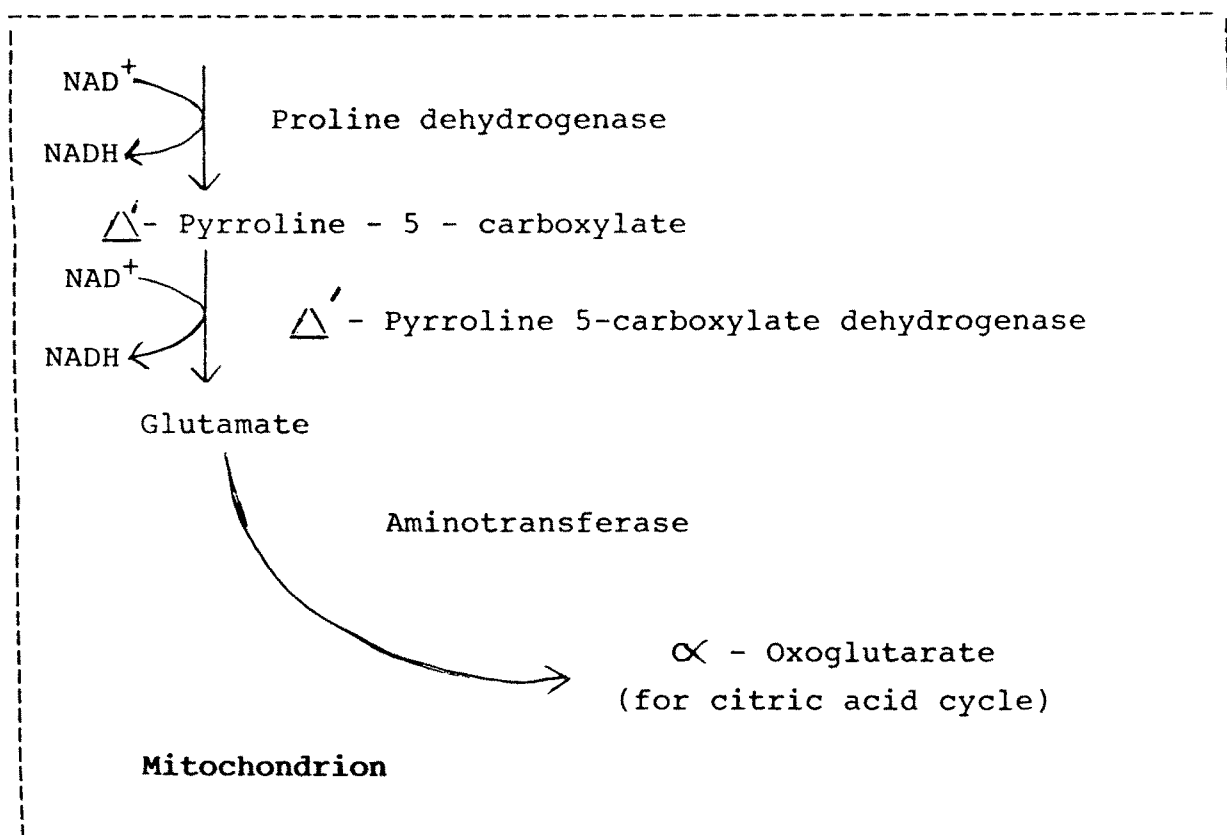 NAD+
Proline dehydrogenase
NADH
Δ' - Pyrroline - 5 - carboxylate
NAD+
Δ' - Pyrroline 5-carboxylate dehydrogenase
NADH
Glutamate
Aminotransferase
α - Oxoglutarate
(for citric acid cycle)
Mitochondrion